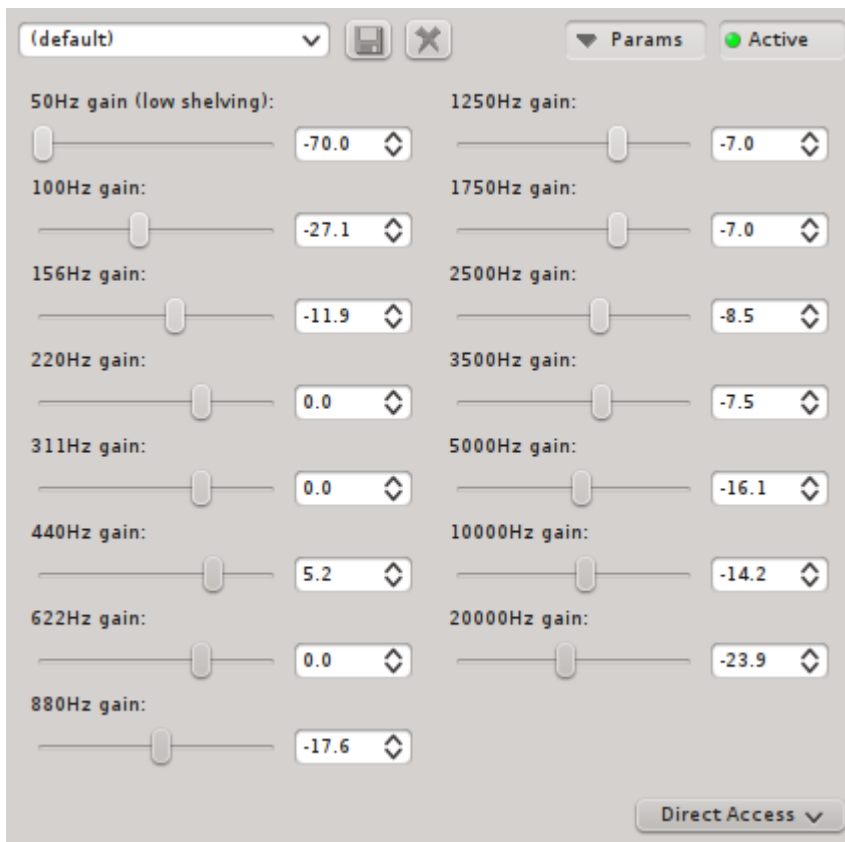 (default)
Params
Active
50Hz gain (low shelving):
-70.0
100Hz gain:
-27.1
156Hz gain:
-11.9
220Hz gain:
0.0
311Hz gain:
0.0
440Hz gain:
5.2
622Hz gain:
0.0
880Hz gain:
-17.6
1250Hz gain:
-7.0
1750Hz gain:
-7.0
2500Hz gain:
-8.5
3500Hz gain:
-7.5
5000Hz gain:
-16.1
10000Hz gain:
-14.2
20000Hz gain:
-23.9
Direct Access